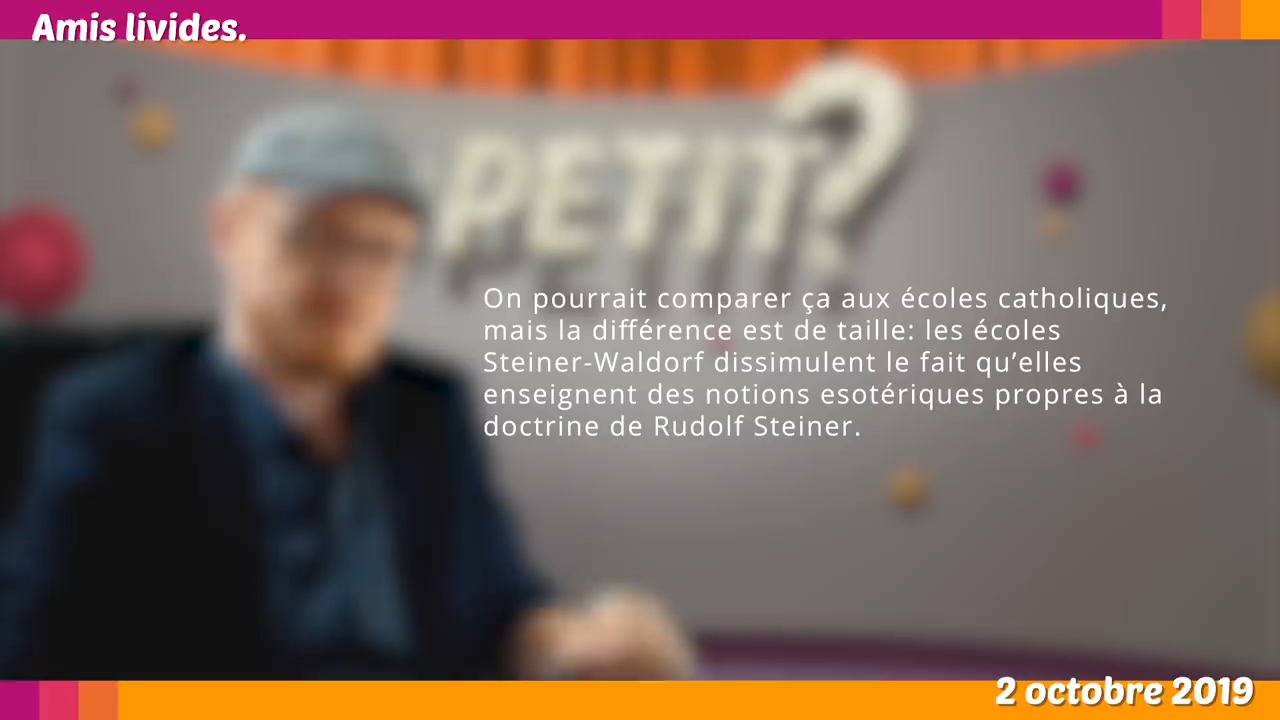 Amis livides.
PETIT?
On pourrait comparer ça aux écoles catholiques,
mais la différence est de taille: les écoles
Steiner-Waldorf dissimulent le fait qu’elles
enseignent des notions esotériques propres à la
doctrine de Rudolf Steiner.
2 octobre 2019